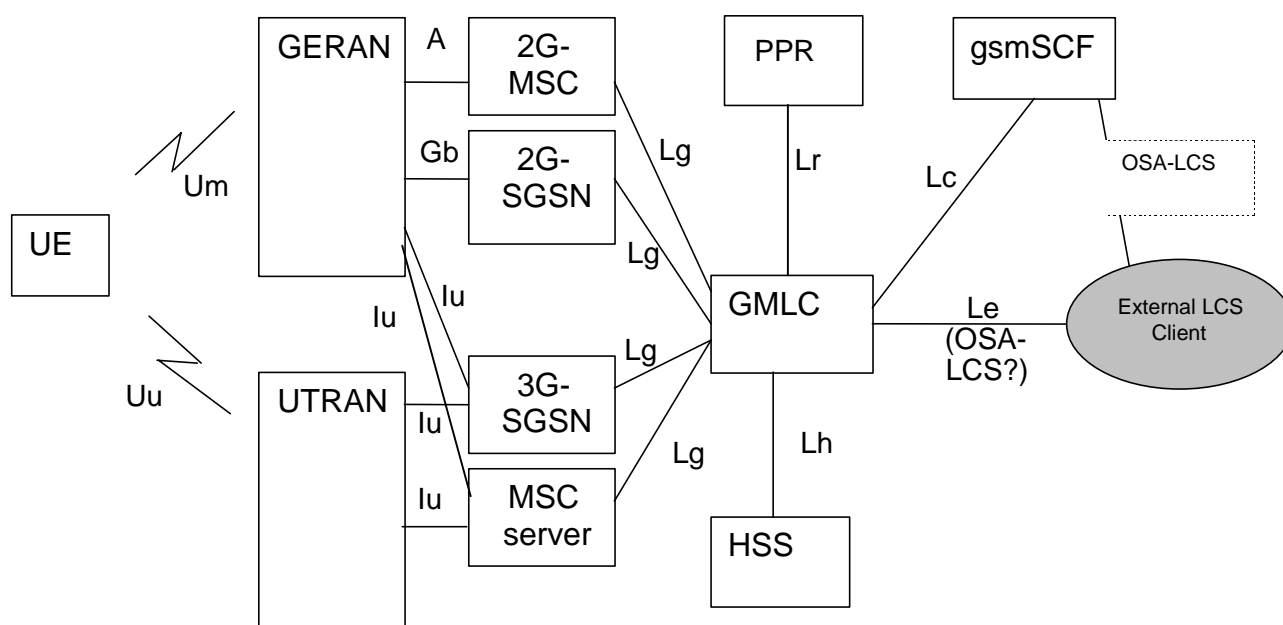 GERAN
A
2G-
MSC
PPR
gsmSCF
Um
Gb
2G-
SGSN
Lg
Lr
Lc
OSA-LCS
UE
Lg
Iu
Iu
GMLC
Le
(OSA-
LCS?)
External LCS
Client
Uu
UTRAN
Iu
3G-
SGSN
Lg
Iu
MSC
server
Lg
Lh
HSS